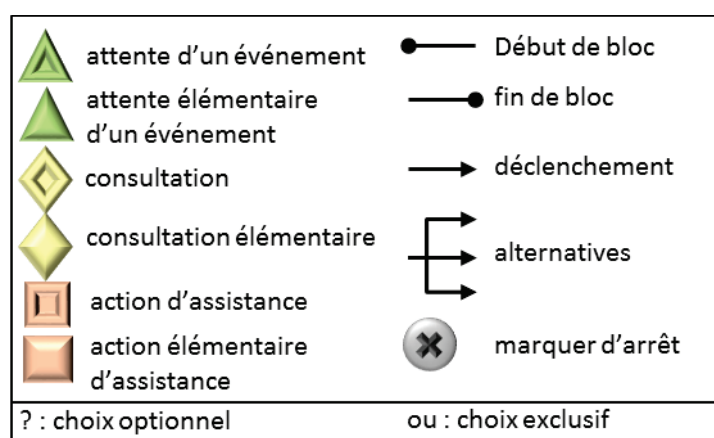 attente d'un événement
attente élémentaire
d'un événement
consultation
consultation élémentaire
action d'assistance
action élémentaire
d'assistance
Début de bloc
fin de bloc
déclenchement
alternatives
marquer d'arrêt
? : choix optionnel
ou : choix exclusif